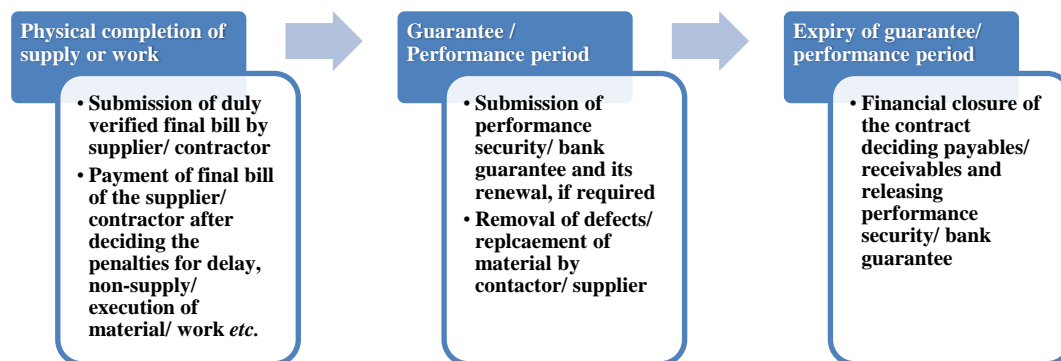 Physical completion of
supply or work
• Submission of duly
verified final bill by
supplier/ contractor
• Payment of final bill
of the supplier/
contractor after
deciding the
penalties for delay,
non-supply/
execution of
material/ work etc.
Guarantee /
Performance period
• Submission of
performance
security/ bank
guarantee and its
renewal, if required
• Removal of defects/
replcaement of
material by
contactor/ supplier
Expiry of guarantee/
performance period
• Financial closure of
the contract
deciding payables/
receivables and
releasing
performance
security/ bank
guarantee